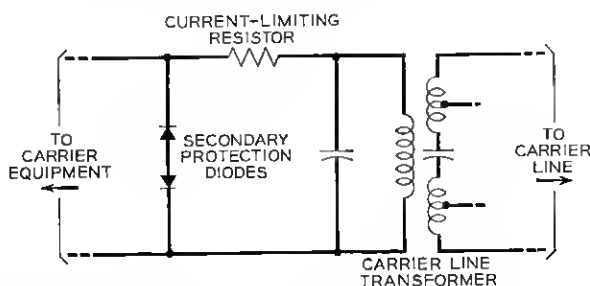 CURRENT-LIMITING
RESISTOR
TO
CARRIER
EQUIPMENT
SECONDARY
PROTECTION
DIODES
TO
CARRIER
LINE
CARRIER LINE
TRANSFORMER